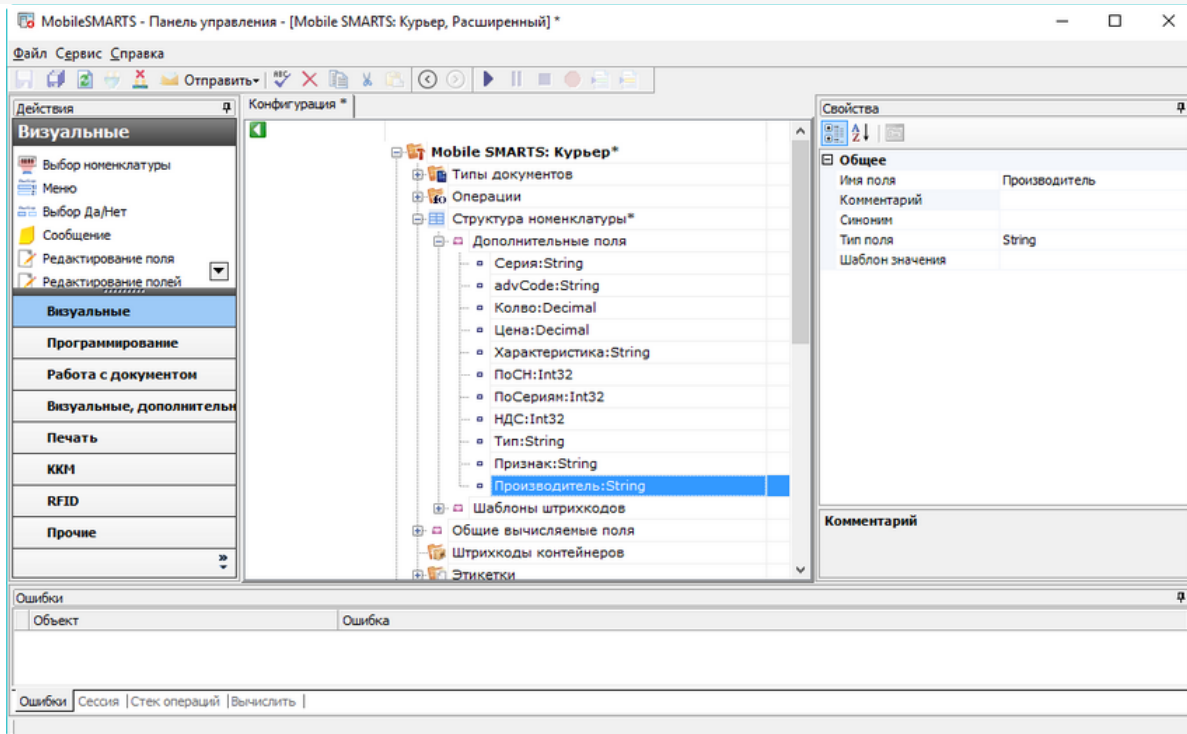 MobileSMARTS - Панель управления - [Mobile SMARTS: Курьер, Расширенный] *
Файл Сервис Справка
Отправить
Действия
Визуальные
Выбор номенклатуры
Меню
Выбор Да/Нет
Сообщение
Редактирование поля
Редактирование полей
Визуальные
Программирование
Работа с документом
Визуальные, дополнительн
Печать
ККМ
RFID
Прочие
Конфигурация *
Mobile SMARTS: Курьер*
Типы документов
Операции
Структура номенклатуры*
Дополнительные поля
Серия:String
advCode:String
Колво:Decimal
Цена:Decimal
Характеристика:String
ПоСН:Int32
ПоСериям:Int32
НДС:Int32
Тип:String
Признак:String
Производитель:String
Шаблоны штрихкодов
Общие вычисляемые поля
Штрихкоды контейнеров
Этикетки
Свойства
Общее
Имя поля Производитель
Комментарий
Синоним
Тип поля String
Шаблон значения
Комментарий
Ошибки
Объект Ошибка
Ошибки Сессия Стек операций Вычислить